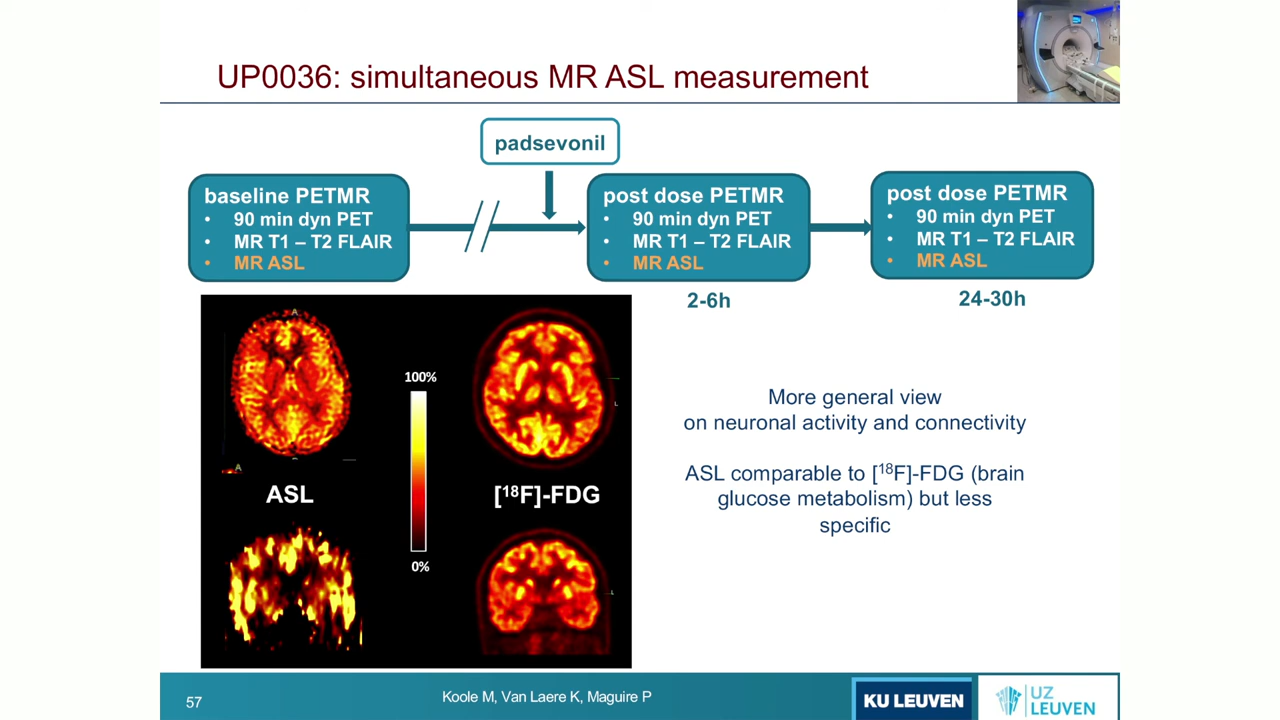 UP0036: simultaneous MR ASL measurement
padsevonil
baseline PETMR
• 90 min dyn PET
• MR T1 – T2 FLAIR
• MR ASL
post dose PETMR
• 90 min dyn PET
• MR T1 – T2 FLAIR
• MR ASL
2-6h
post dose PETMR
• 90 min dyn PET
• MR T1 – T2 FLAIR
• MR ASL
24-30h
A
A
L
100%
0%
ASL
[18F]-FDG
L
More general view
on neuronal activity and connectivity
ASL comparable to [18F]-FDG (brain
glucose metabolism) but less
specific
57
Koole M, Van Laere K, Maguire P
KU LEUVEN
UZ
LEUVEN